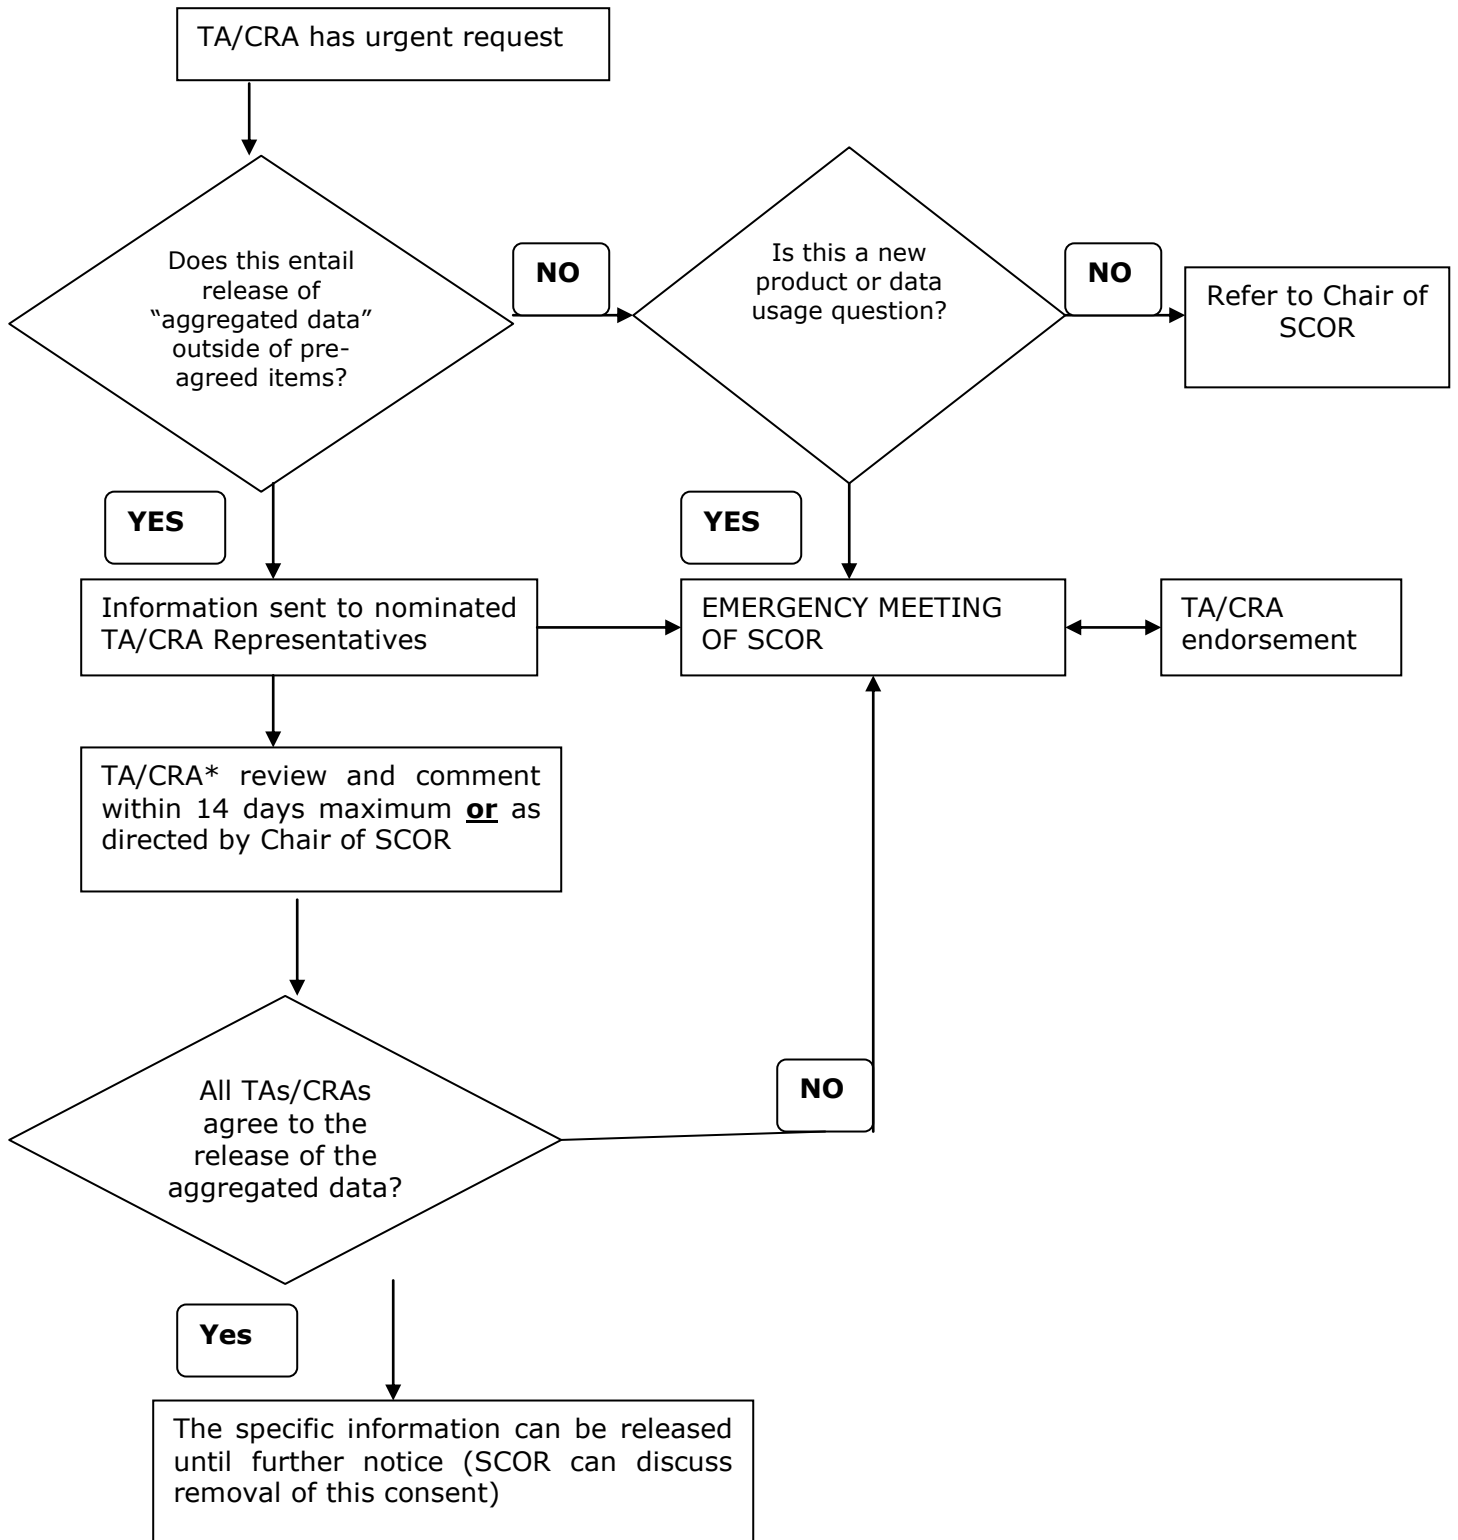 TA/CRA has urgent request
Does this entail
release of
“aggregated data”
outside of pre-
agreed items?
NO
Is this a new
product or data
usage question?
NO
Refer to Chair of
SCOR
YES
YES
Information sent to nominated
TA/CRA Representatives
EMERGENCY MEETING
OF SCOR
TA/CRA
endorsement
TA/CRA* review and comment
within 14 days maximum or as
directed by Chair of SCOR
All TAs/CRAs
agree to the
release of the
aggregated data?
NO
Yes
The specific information can be released
until further notice (SCOR can discuss
removal of this consent)